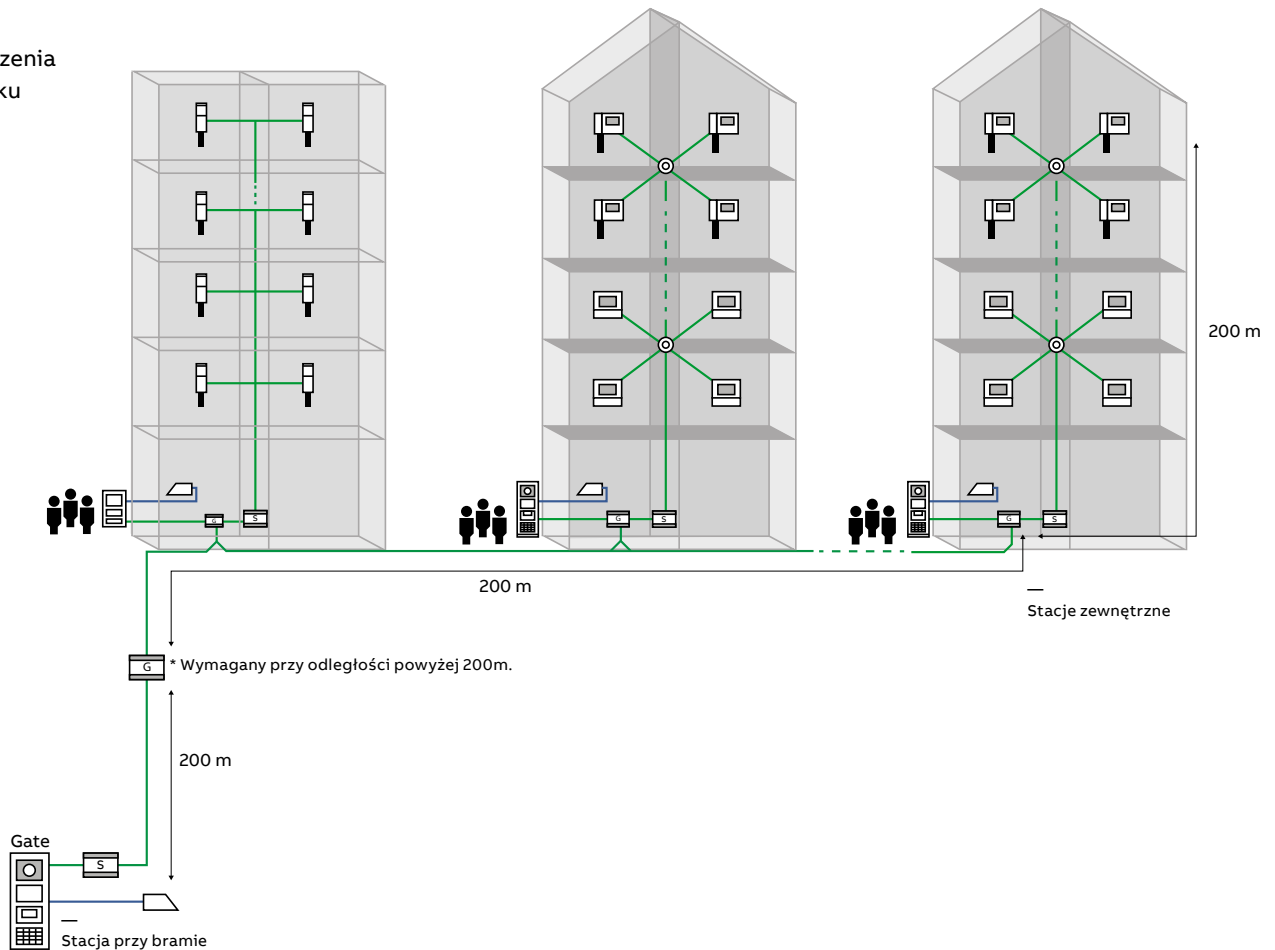 zenia
ku
200 m
G
S
G
S
G
S
200 m
Stacje zewnętrzne
G
* Wymagany przy odległości powyżej 200m.
200 m
Gate
S
Stacja przy bramie